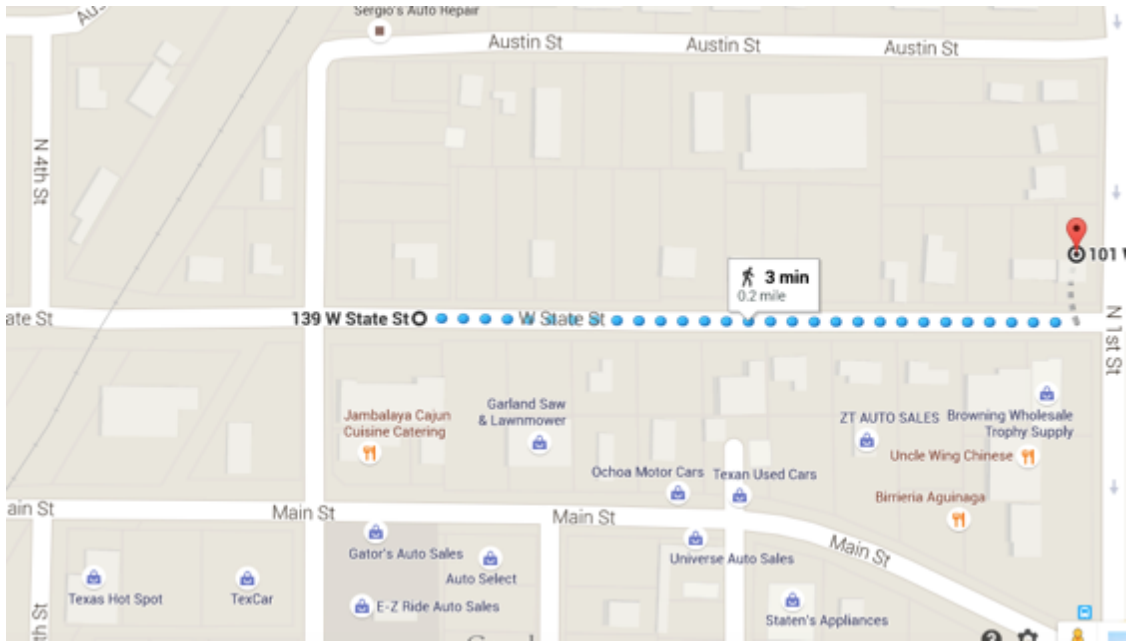 Sergio's Auto Repair
Austin St
Austin St
Austin St
N 4th St
101
3 min
0.2 mile
ate St
139 W State St
W State St
N 1st St
Jambalaya Cajun
Cuisine Catering
Garland Saw
& Lawnmower
ZT AUTO SALES
Browning Wholesale
Trophy Supply
Uncle Wing Chinese
Ochoa Motor Cars
Texan Used Cars
Birrieria Aguinaga
ain St
Main St
Main St
Main St
Gator's Auto Sales
Universe Auto Sales
Auto Select
Texas Hot Spot
TexCar
E-Z Ride Auto Sales
Staten's Appliances